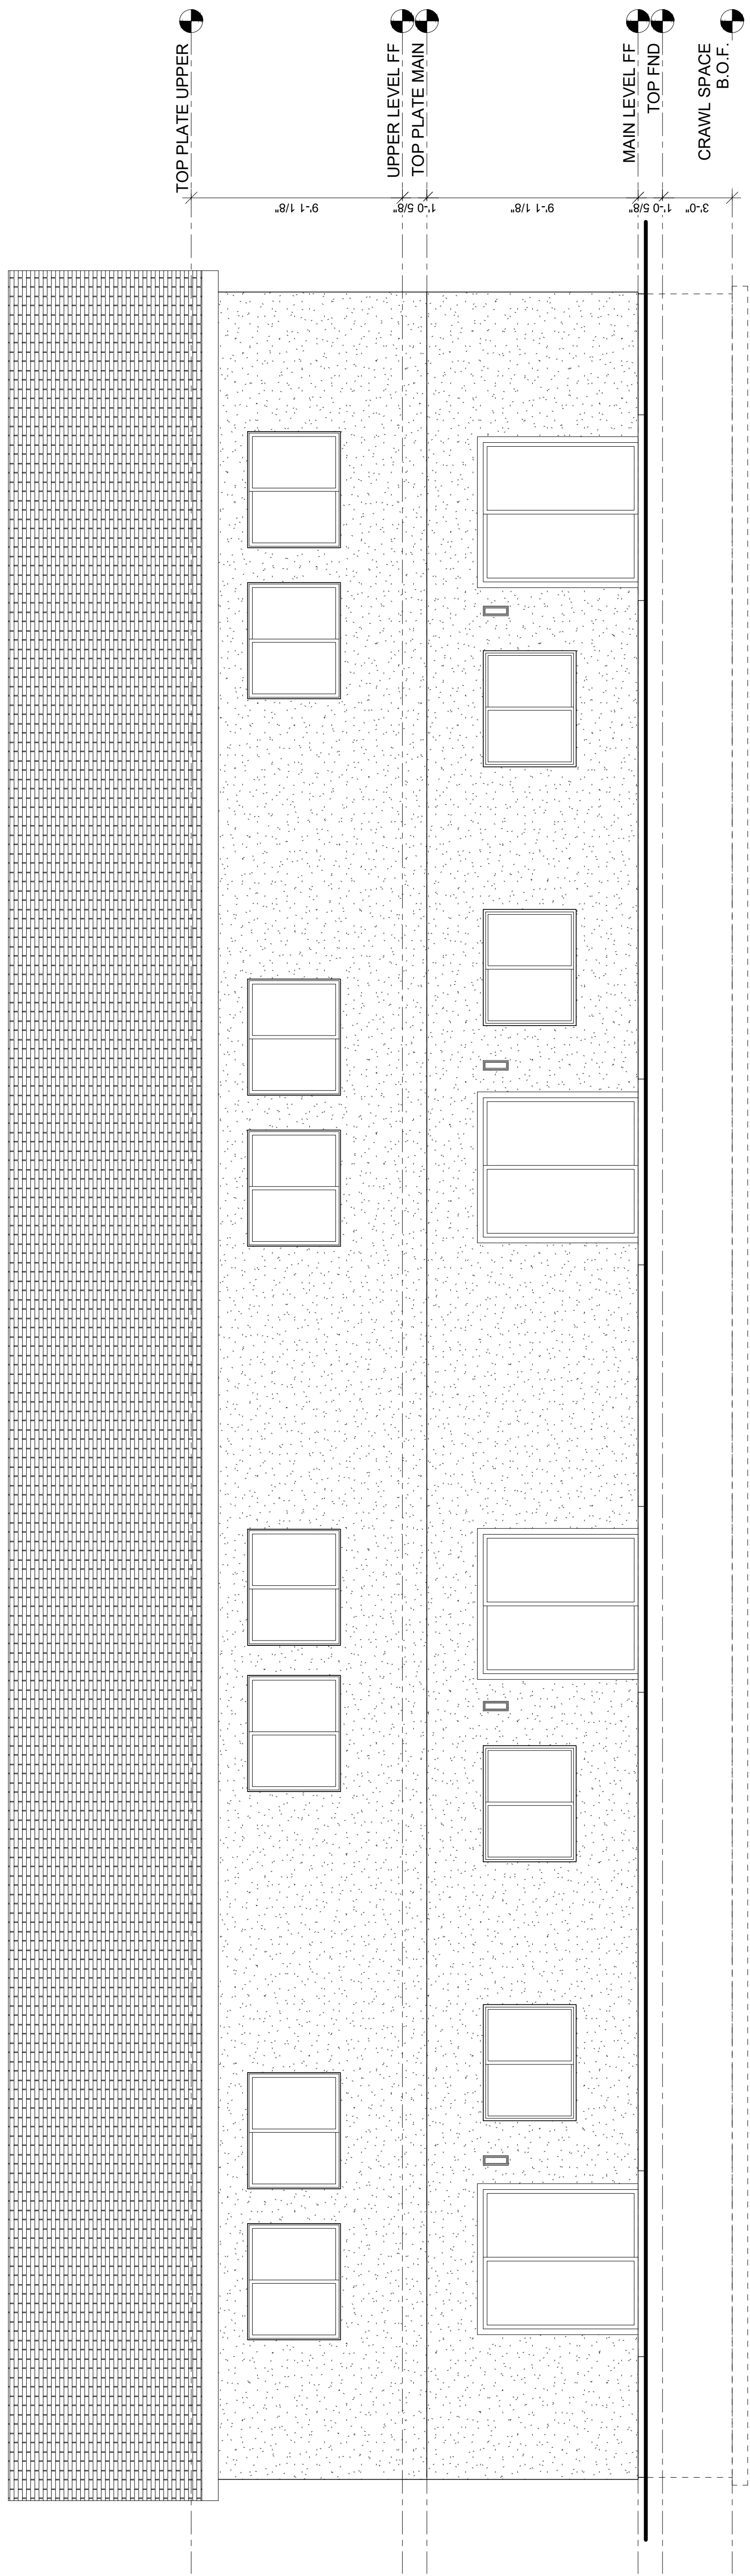 TOP PLATE UPPER
9'-1 1/8"
UPPER LEVEL FF
1'-0 5/8"
TOP PLATE MAIN
9'-1 1/8"
MAIN LEVEL FF
1'-0 5/8"
TOP FND
3'-0"
CRAWL SPACE
B.O.F.